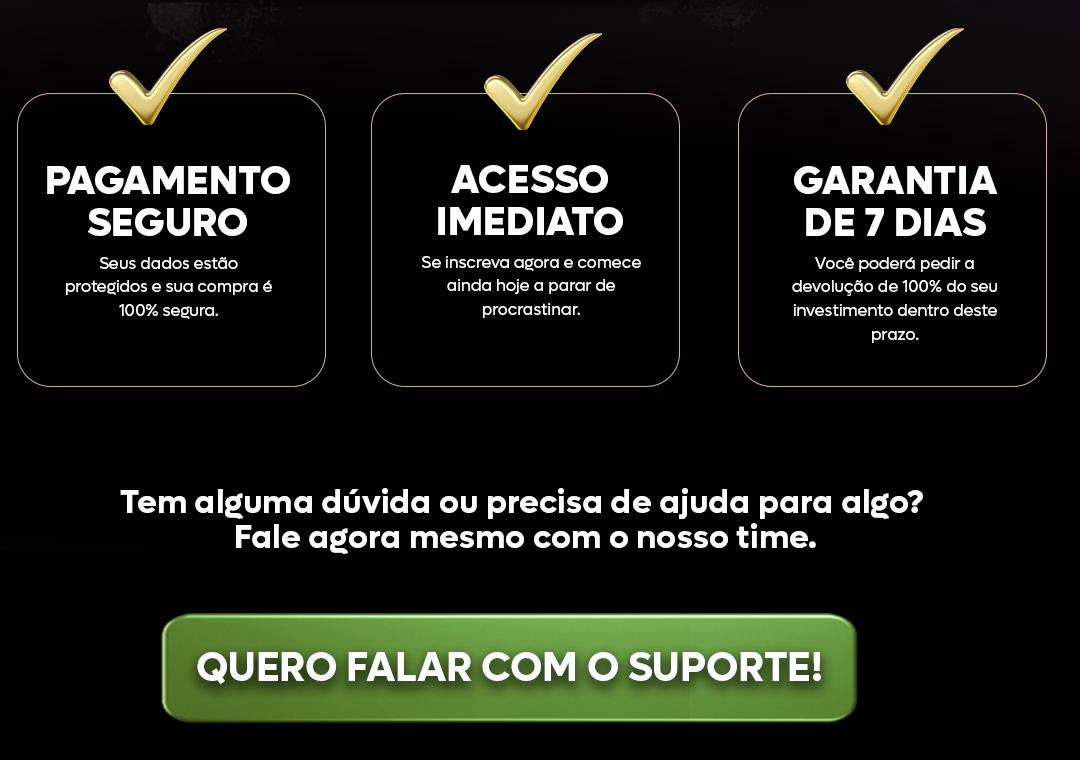 PAGAMENTO
SEGURO
Seus dados estão
protegidos e sua compra é
100% segura.
ACESSO
IMEDIATO
Se inscreva agora e comece
ainda hoje a parar de
procrastinar.
GARANTIA
DE 7 DIAS
Você poderá pedir a
devolução de 100% do seu
investimento dentro deste
prazo.
Tem alguma dúvida ou precisa de ajuda para algo?
Fale agora mesmo com o nosso time.
QUERO FALAR COM O SUPORTE!